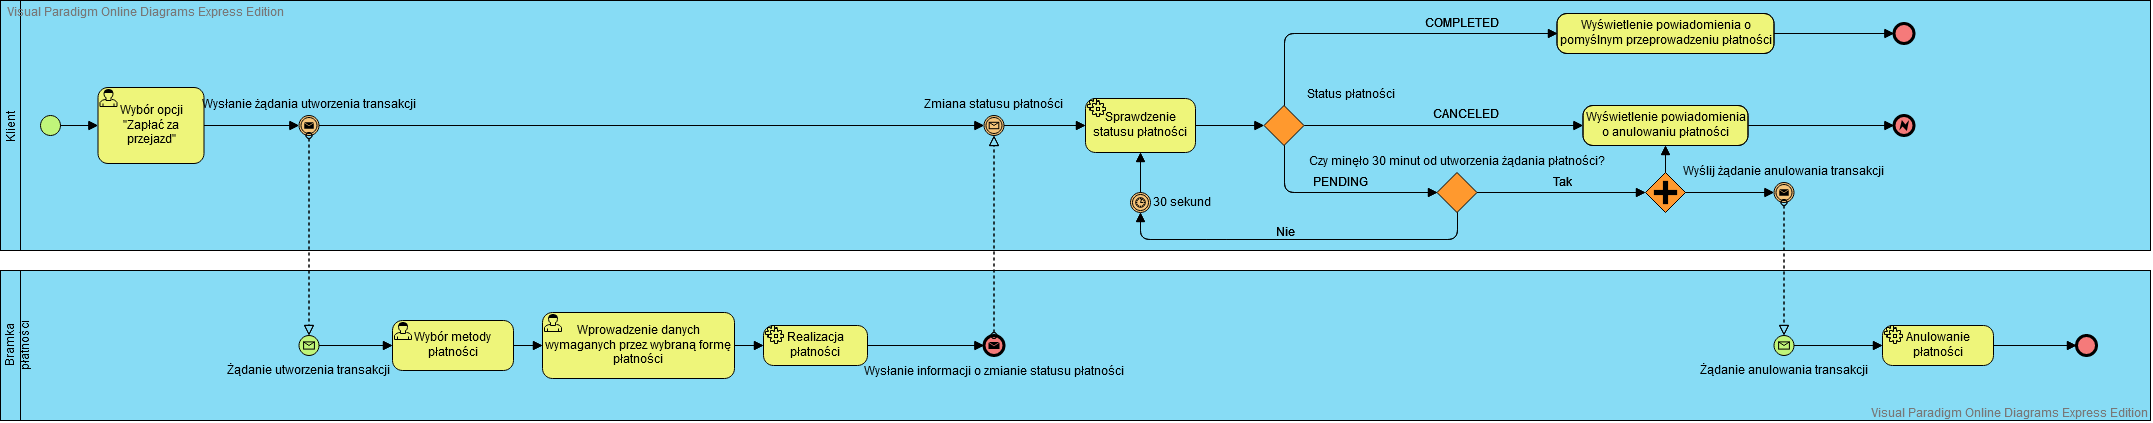 Visual Paradigm Online Diagrams Express Edition
Klient
Wybór opcji
"Zapłać za
przejazd"
Wysłanie żądania utworzenia transakcji
Zmiana statusu płatności
Sprawdzenie
statusu płatności
30 sekund
Status płatności
COMPLETED
Wyświetlenie powiadomienia o
pomyślnym przeprowadzeniu płatności
CANCELED
Wyświetlenie powiadomienia
o anulowaniu płatności
Czy minęło 30 minut od utworzenia żądania płatności?
PENDING
Tak
Nie
Wyślij żądanie anulowania transakcji
Bramka
płatności
Żądanie utworzenia transakcji
Wybór metody
płatności
Wprowadzenie danych
wymaganych przez wybraną formę
płatności
Realizacja
płatności
Wysłanie informacji o zmianie statusu płatności
Żądanie anulowania transakcji
Anulowanie
płatności
Visual Paradigm Online Diagrams Express Edition